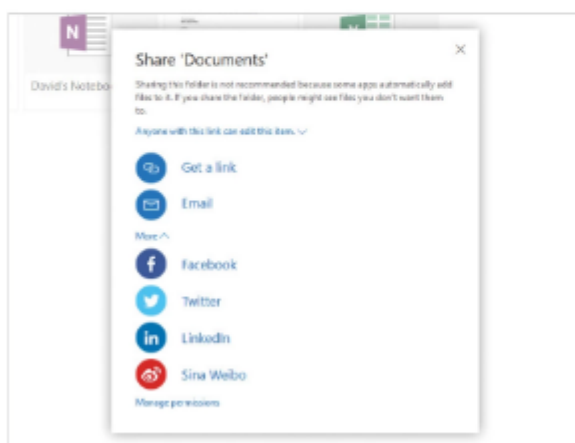 Share 'Documents'
David's Notebo
Sharing this folder is not recommended because some apps automatically add
files to it. If you share the folder, people might see files you don't want them
to.
Anyone with this link can edit this item.
Get a link
Email
More
Facebook
Twitter
LinkedIn
Sina Weibo
Manage permissions